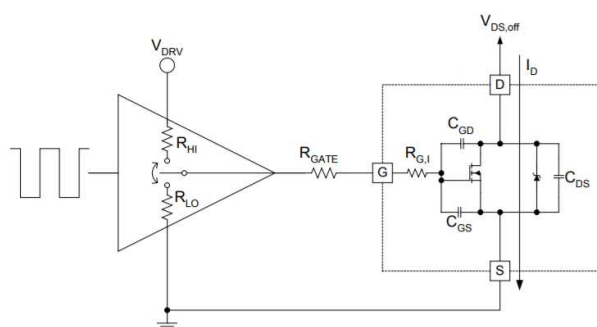 V_DS,off
V_DRV
I_D
D
R_HI
C_GD
R_GATE
R_G,I
G
C_DS
R_LO
C_GS
S